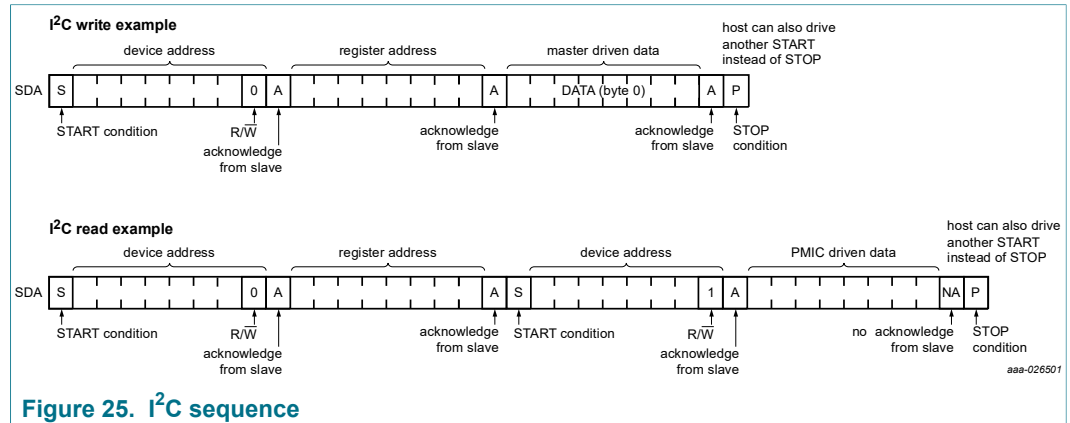 I2C write example
host can also drive
another START
instead of STOP
device address
register address
master driven data
SDA
S
0
A
A
DATA (byte 0)
A
P
START condition
R/W̅
acknowledge
from slave
acknowledge
from slave
acknowledge
from slave
STOP
condition
I2C read example
host can also drive
another START
instead of STOP
device address
register address
device address
PMIC driven data
SDA
S
0
A
A
S
1
A
NA
P
START condition
R/W̅
acknowledge
from slave
acknowledge
from slave
START condition
R/W̅
acknowledge
from slave
no acknowledge
from slave
STOP
condition
aaa-026501
Figure 25. I2C sequence